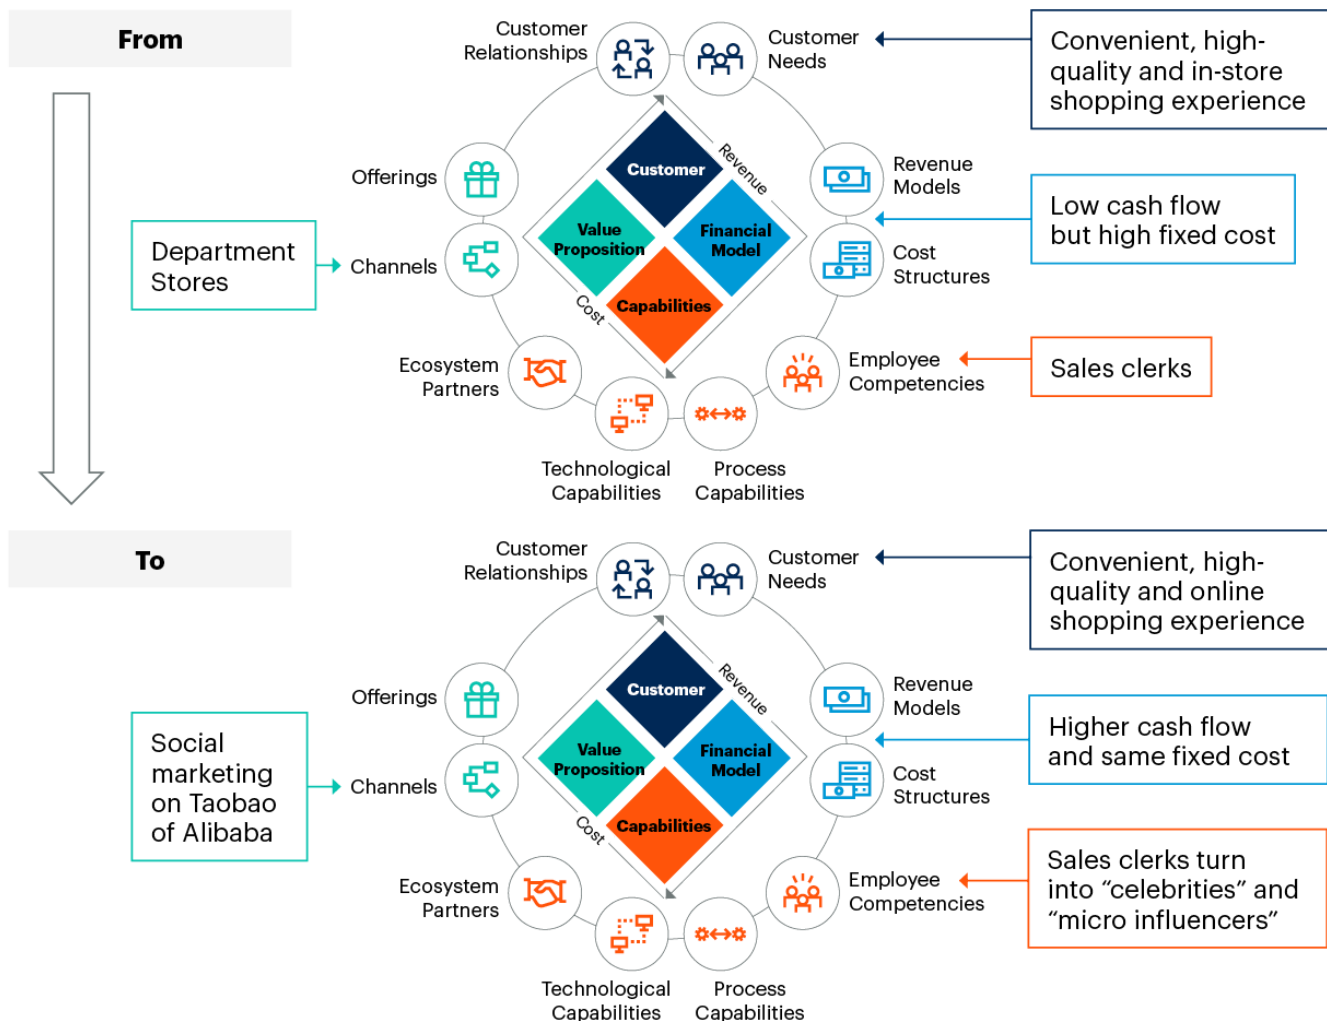 From
Customer
Relationships
Customer
Needs
Convenient, high-
quality and in-store
shopping experience
Offerings
Customer
Revenue
Revenue
Models
Department
Stores
Channels
Value
Proposition
Financial
Model
Low cash flow
but high fixed cost
Cost
Structures
Capabilities
Cost
Ecosystem
Partners
Employee
Competencies
Sales clerks
Technological
Capabilities
Process
Capabilities
To
Customer
Relationships
Customer
Needs
Convenient, high-
quality and online
shopping experience
Offerings
Customer
Revenue
Revenue
Models
Social
marketing
on Taobao
of Alibaba
Channels
Value
Proposition
Financial
Model
Higher cash flow
and same fixed cost
Cost
Structures
Capabilities
Cost
Ecosystem
Partners
Employee
Competencies
Sales clerks turn
into “celebrities” and
“micro influencers”
Technological
Capabilities
Process
Capabilities